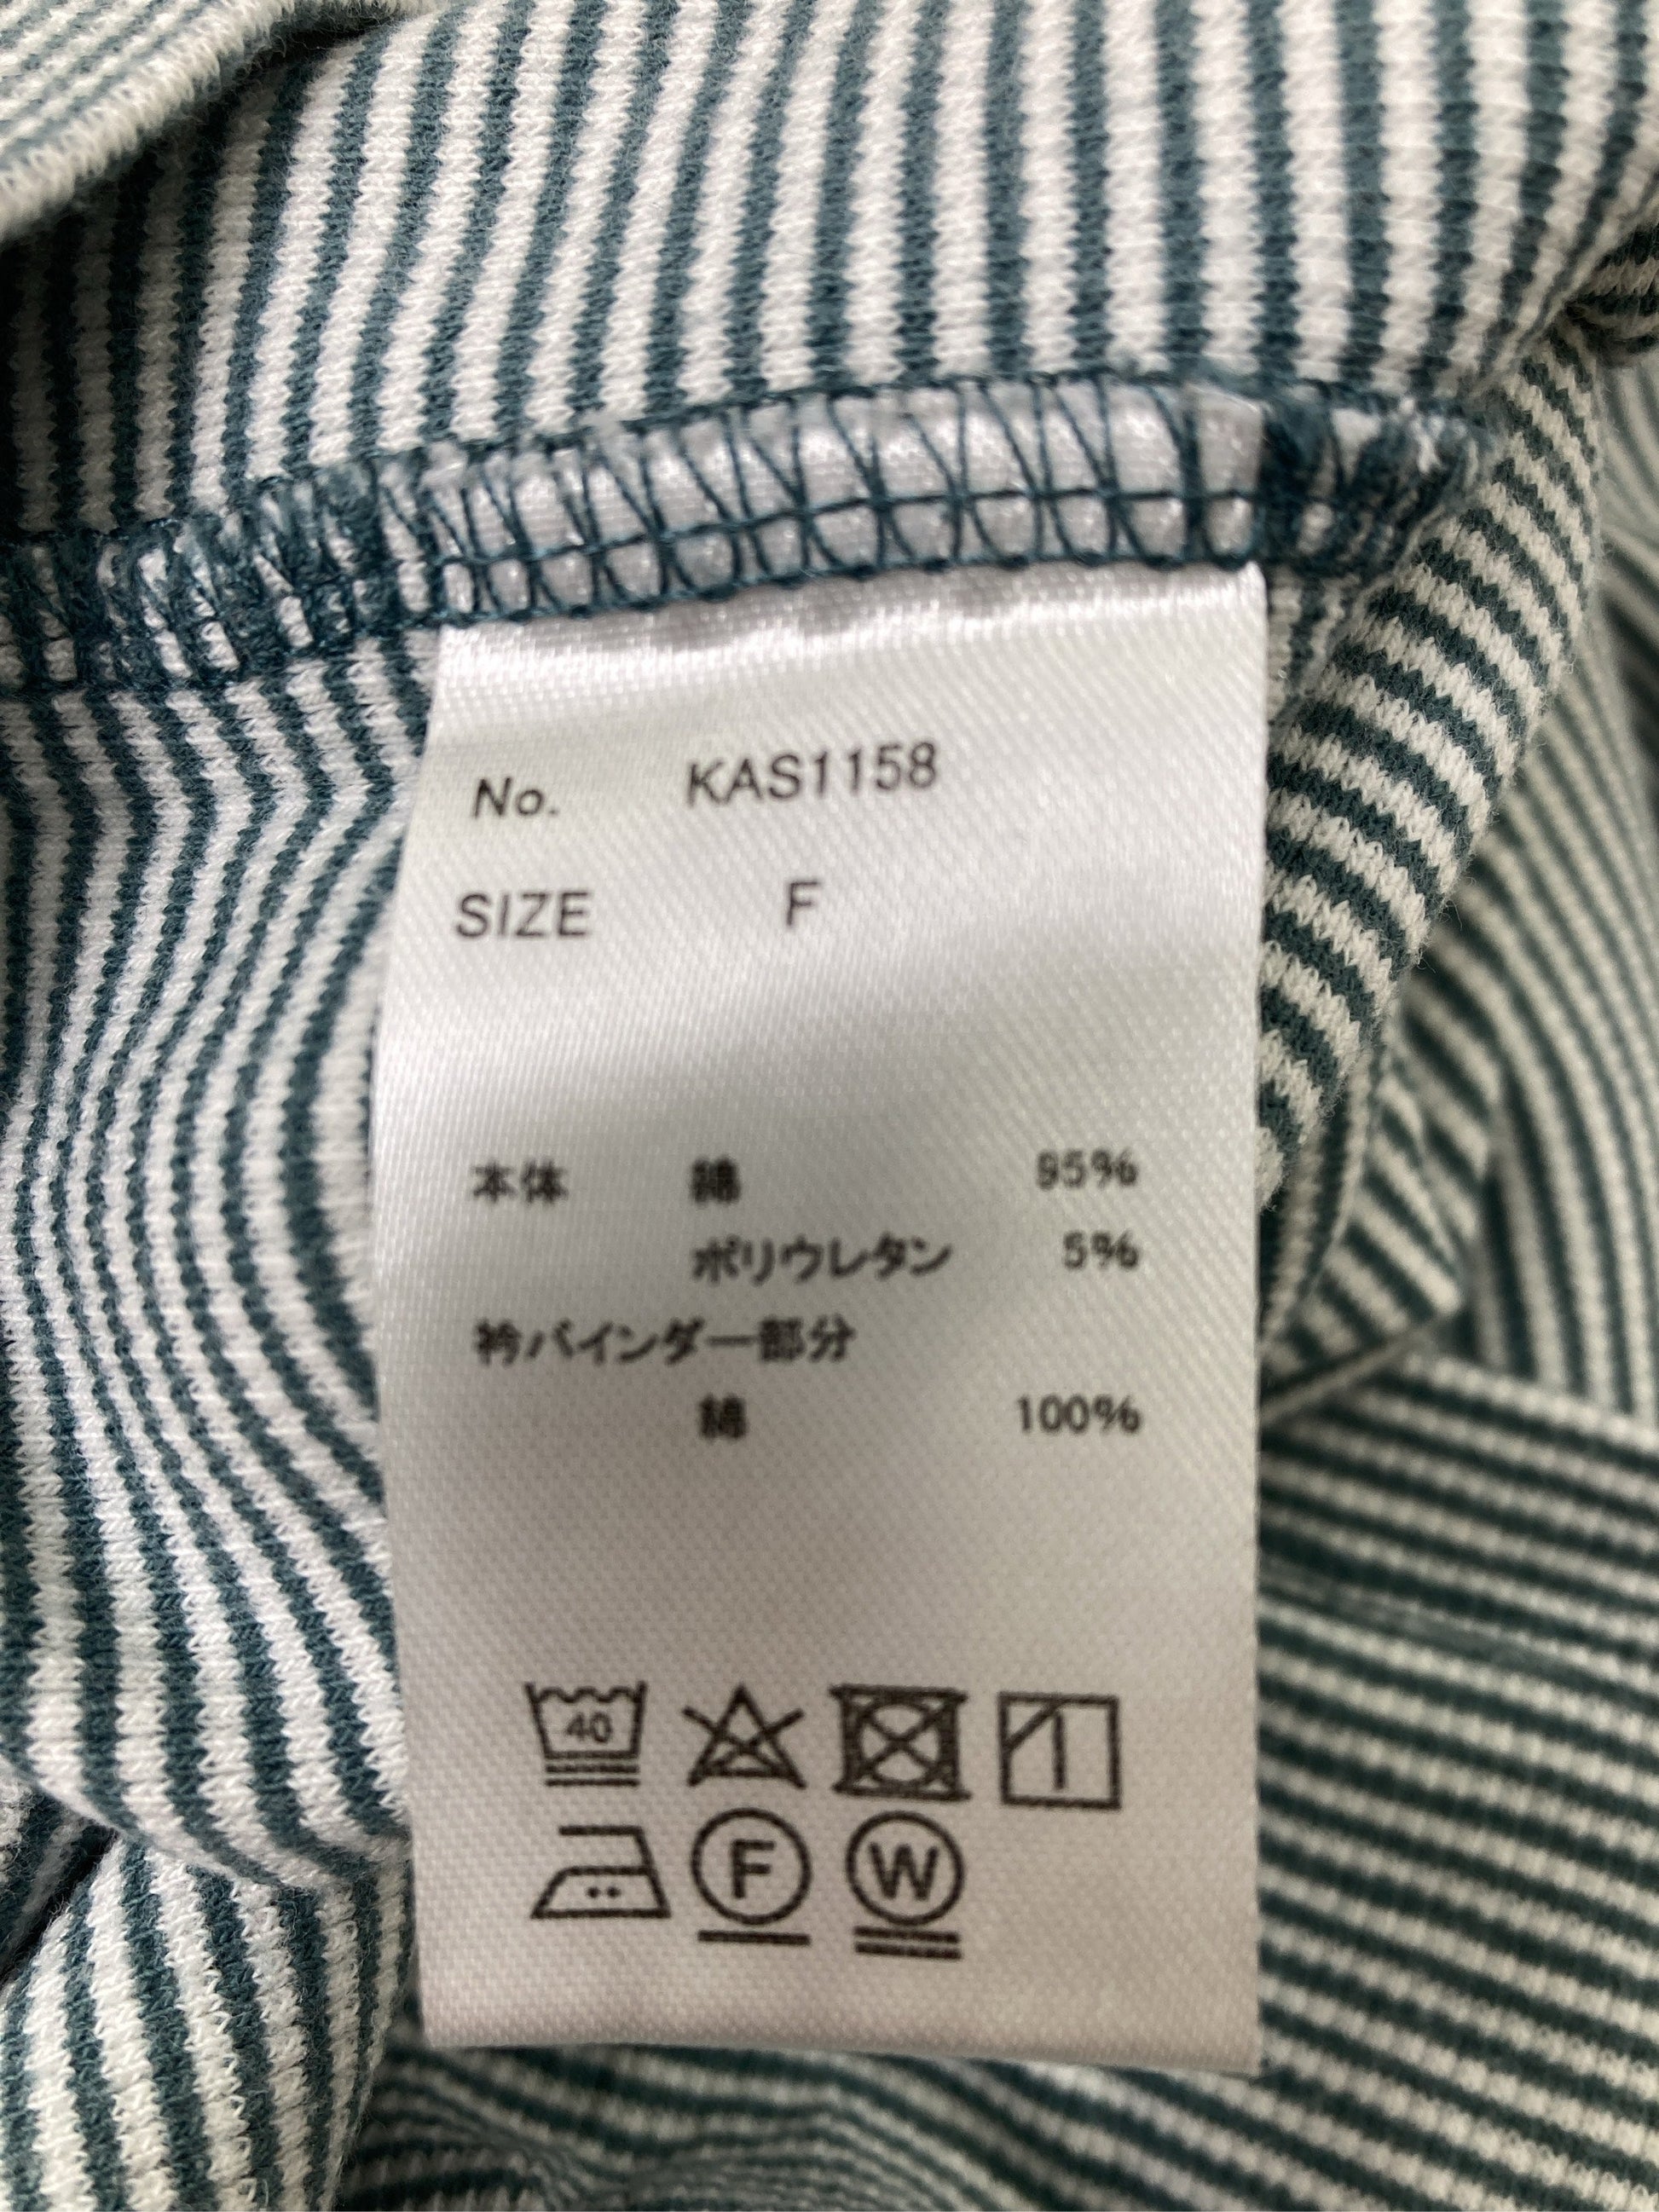 No. KAS1158
SIZE F
本体 綿 95%
ポリウレタン 5%
衿バインダー部分
綿 100%
40
F W